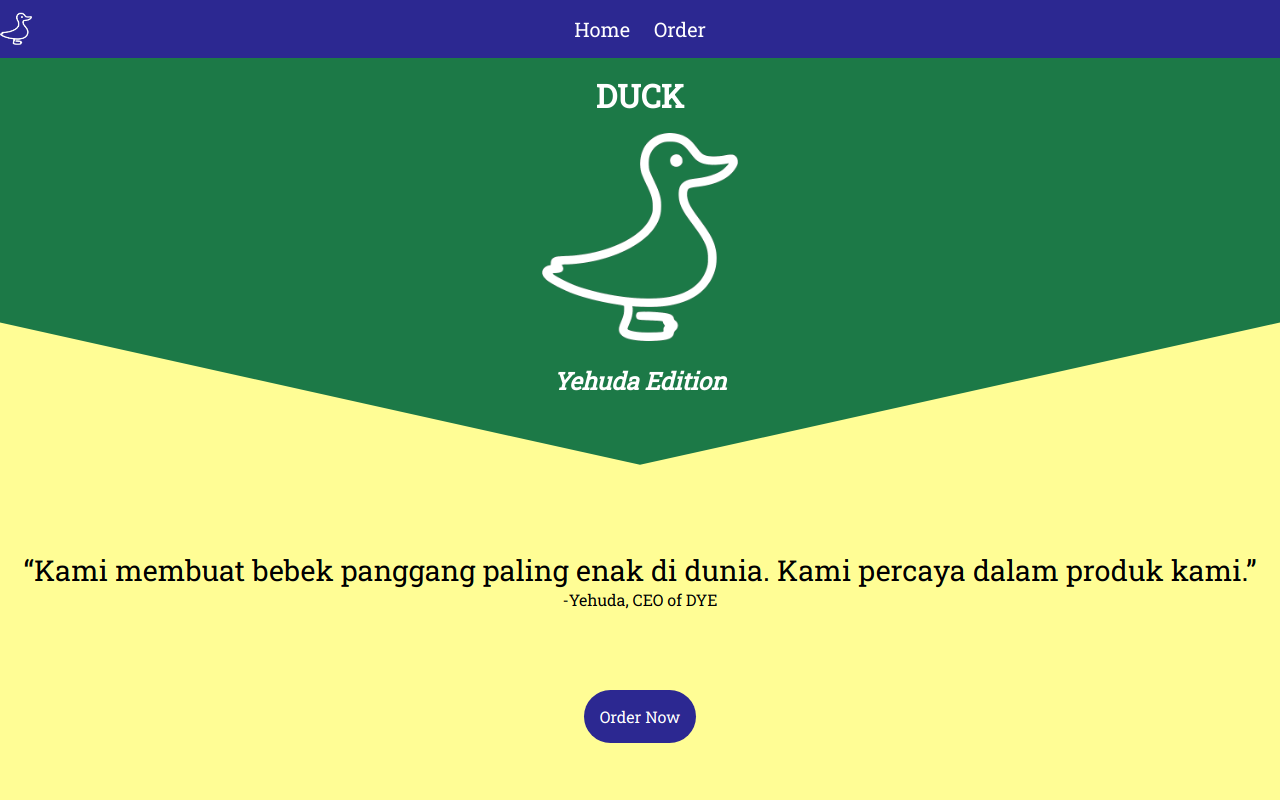 Home Order
DUCK
Yehuda Edition
“Kami membuat bebek panggang paling enak di dunia. Kami percaya dalam produk kami.”
-Yehuda, CEO of DYE
Order Now